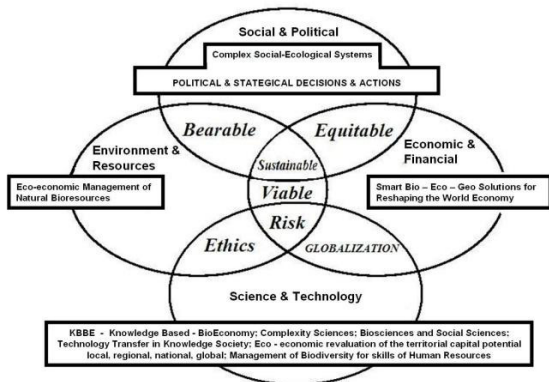 Social & Political
Complex Social-Ecological Systems
POLITICAL & STATEGICAL DECISIONS & ACTIONS
Bearable
Equitable
Environment &
Resources
Economic &
Financial
Sustainable
Eco-economic Management of
Natural Bioresources
Viable
Smart Bio – Eco – Geo Solutions for
Reshaping the World Economy
Risk
Ethics
GLOBALIZATION
Science & Technology
KBBE - Knowledge Based - BioEconomy; Complexity Sciences; Biosciences and Social Sciences;
Technology Transfer in Knowledge Society; Eco - economic revaluation of the territorial capital potential
local, regional, national, global; Management of Biodiversity for skills of Human Resources